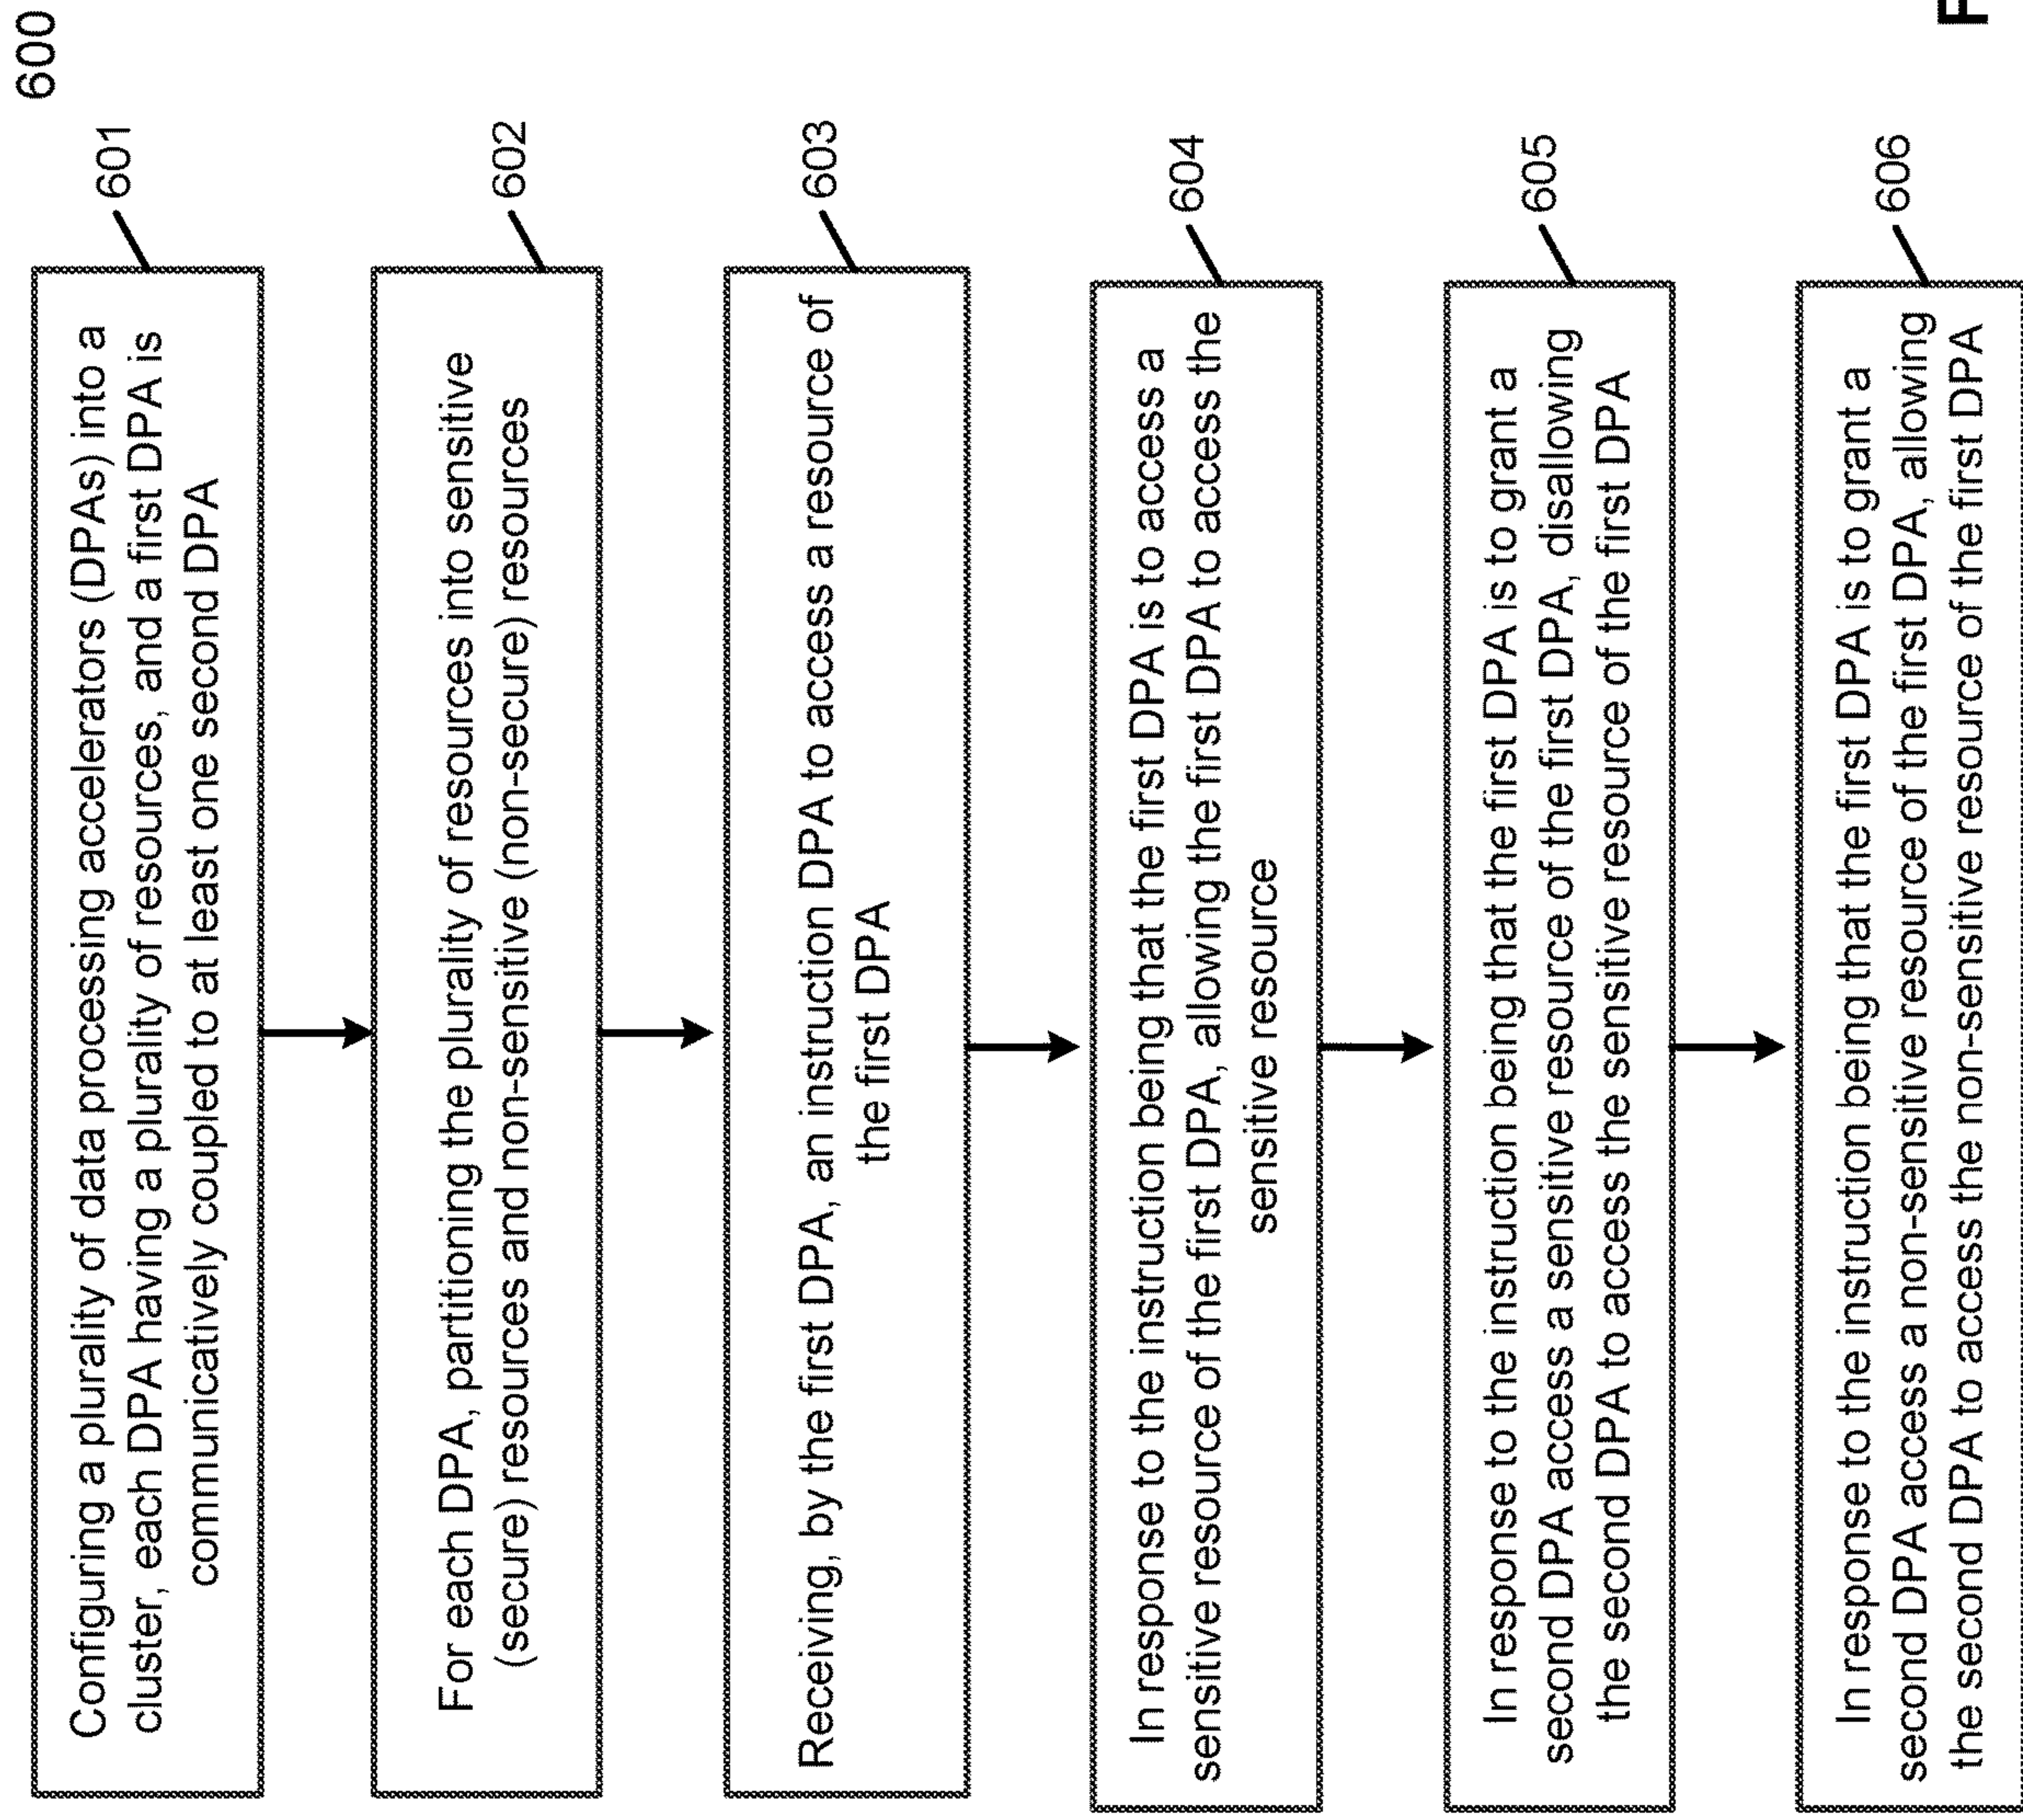 600
Configuring a plurality of data processing accelerators (DPAs) into a
cluster, each DPA having a plurality of resources, and a first DPA is
communicatively coupled to at least one second DPA
601
For each DPA, partitioning the plurality of resources into sensitive
(secure) resources and non-sensitive (non-secure) resources
602
Receiving, by the first DPA, an instruction DPA to access a resource of
the first DPA
603
In response to the instruction being that the first DPA is to access a
sensitive resource of the first DPA, allowing the first DPA to access the
sensitive resource
604
In response to the instruction being that the first DPA is to grant a
second DPA access a sensitive resource of the first DPA, disallowing
the second DPA to access the sensitive resource of the first DPA
605
In response to the instruction being that the first DPA is to grant a
second DPA access a non-sensitive resource of the first DPA, allowing
the second DPA to access the non-sensitive resource of the first DPA
606
F